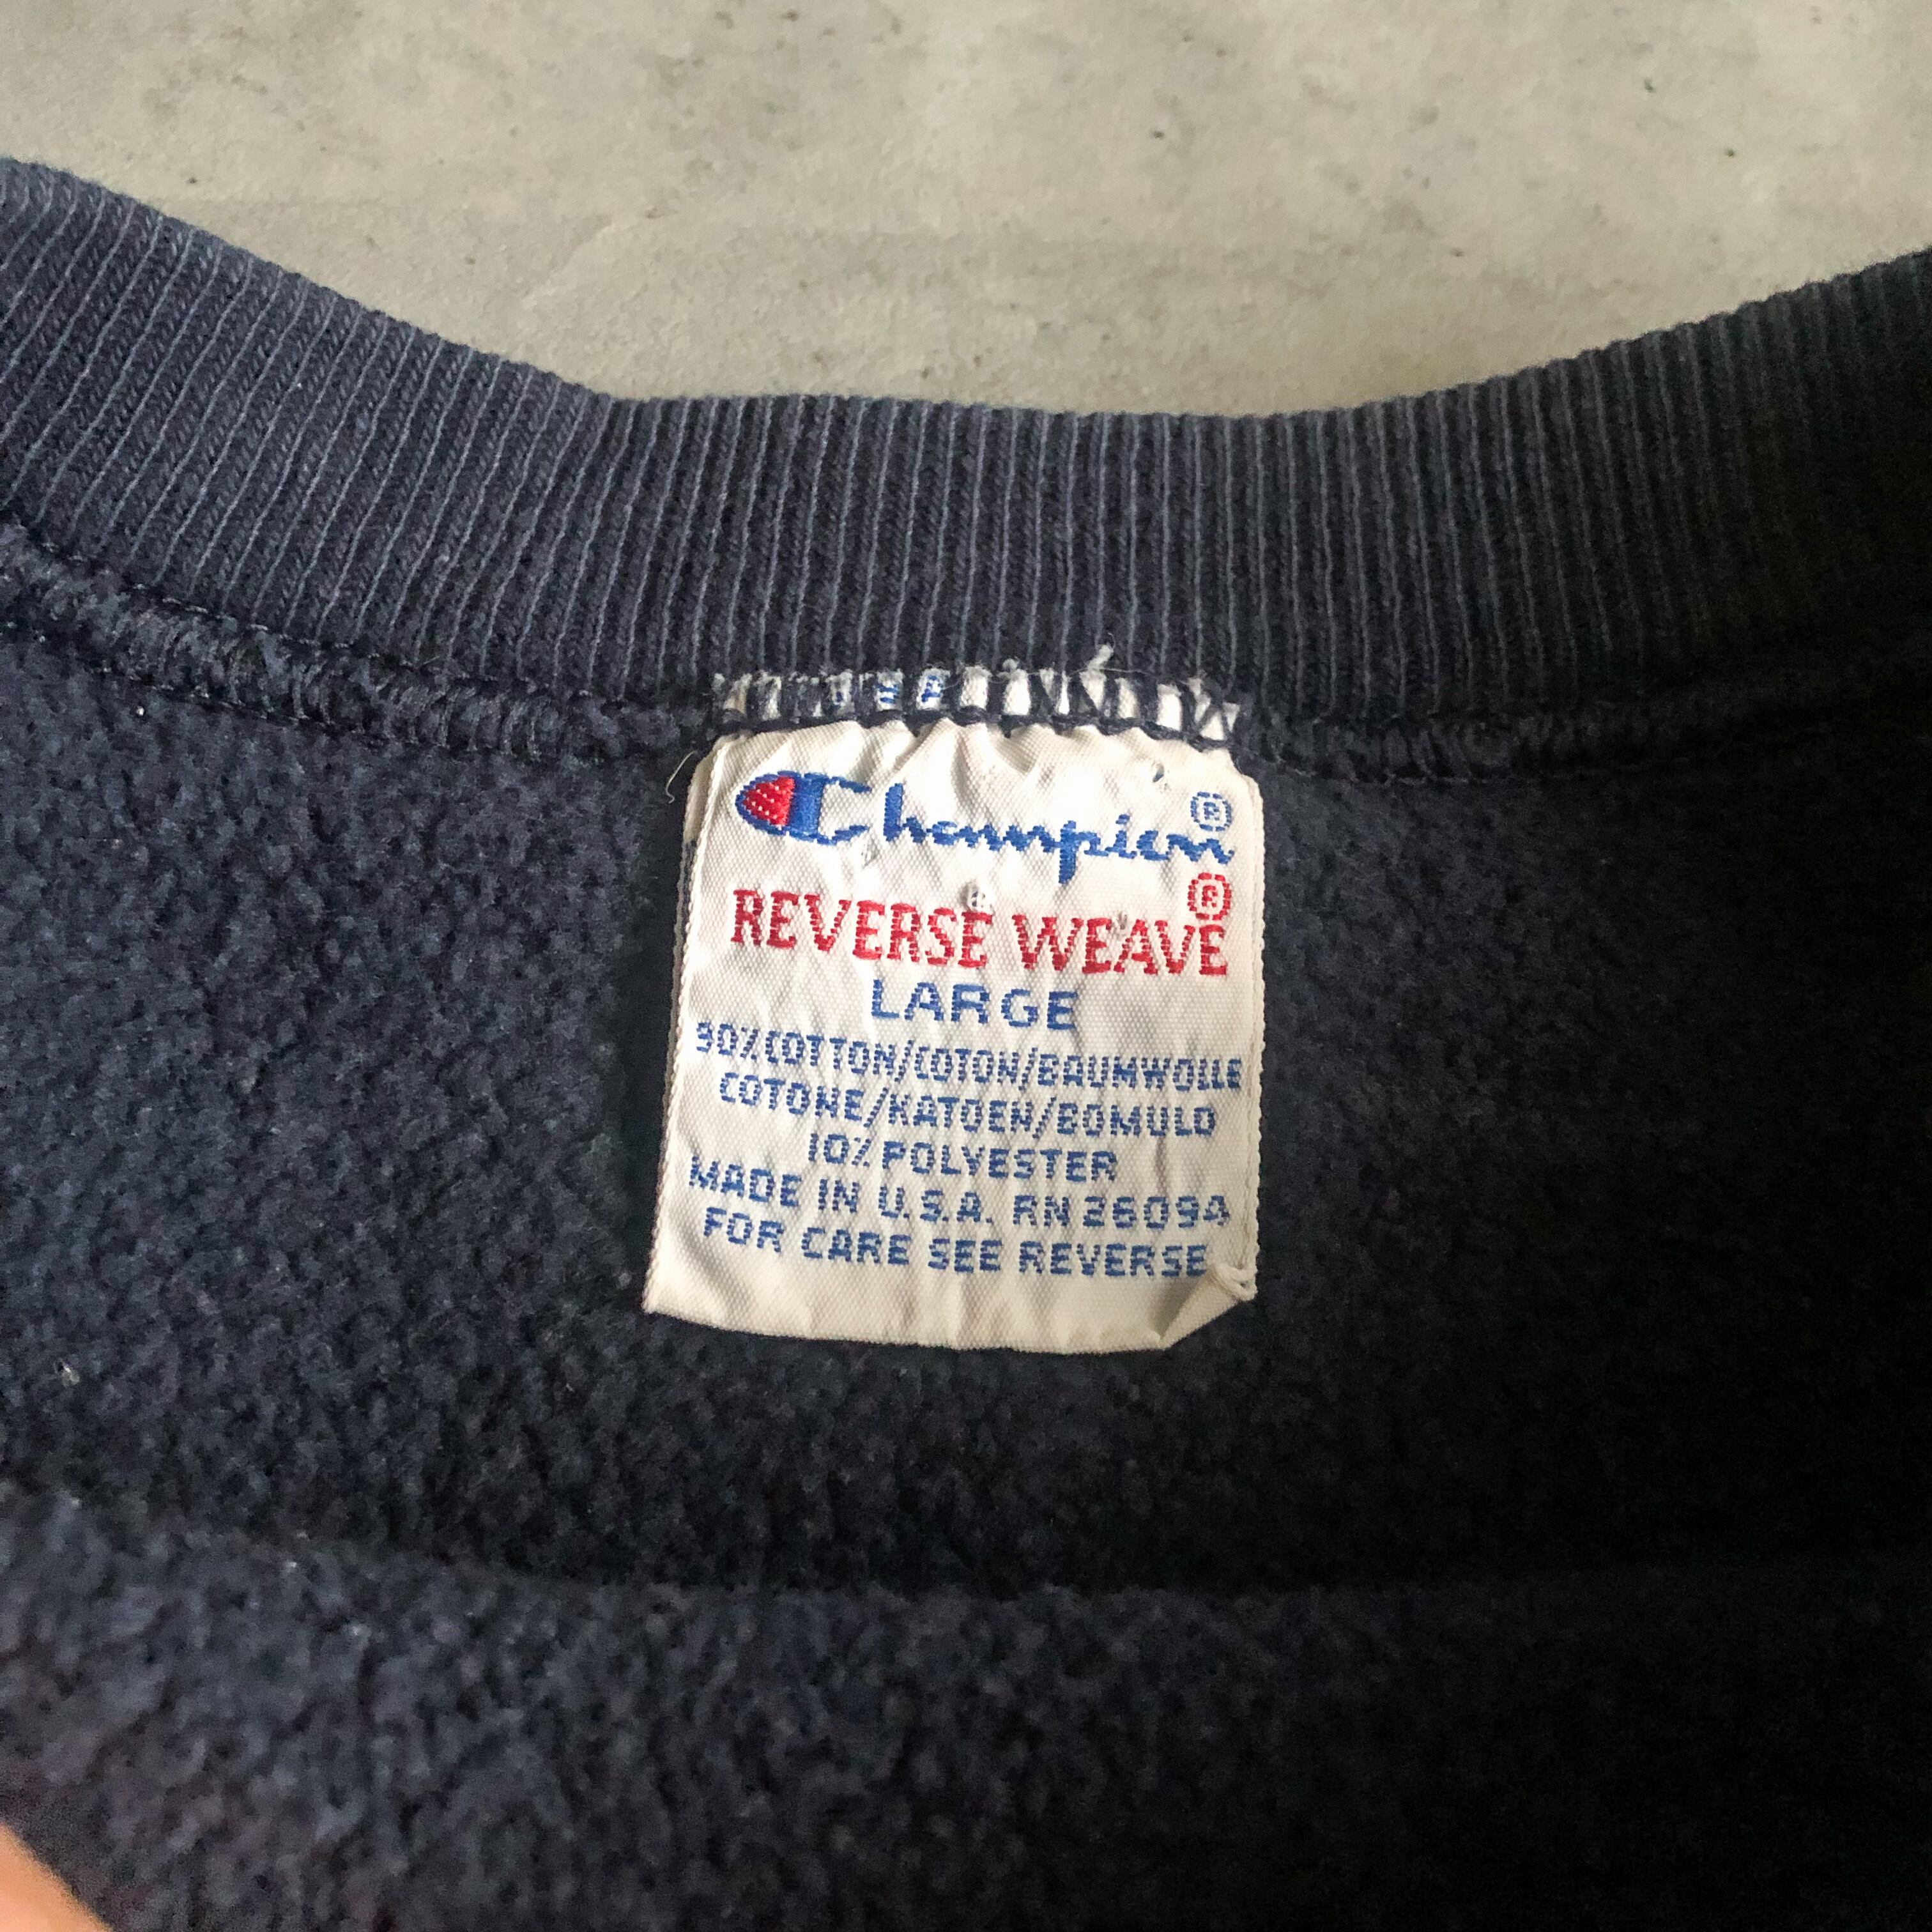 Champion®
REVERSE WEAVE®
LARGE
90% COTTON/COTON/BAUMWOLLE
COTONE/KATOEN/BOMULD
10% POLYESTER
MADE IN U.S.A. RN 26094
FOR CARE SEE REVERSE